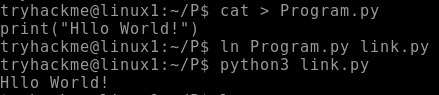 tryhackme@linux1:~/P$ cat > Program.py
print("Hllo World!")
tryhackme@linux1:~/P$ ln Program.py link.py
tryhackme@linux1:~/P$ python3 link.py
Hllo World!